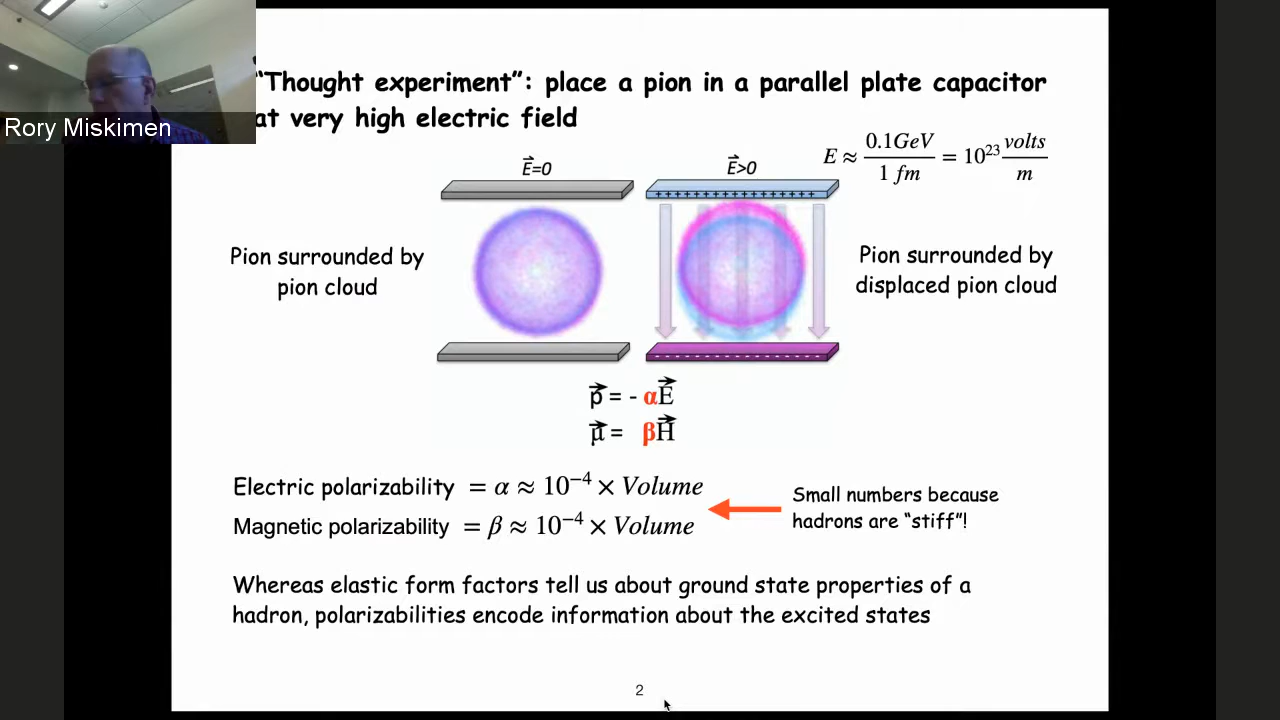 “Thought experiment”: place a pion in a parallel plate capacitor
at very high electric field
Rory Miskimen
E⃗=0
E⃗>0
E ≈ 0.1GeV / 1 fm = 10²³ volts / m
+ + + + + + + + + + + + + + + +
Pion surrounded by
pion cloud
Pion surrounded by
displaced pion cloud
- - - - - - - - - - - - - - - -
p⃗ = - αE⃗
μ⃗ = βH⃗
Electric polarizability = α ≈ 10⁻⁴ × Volume
Magnetic polarizability = β ≈ 10⁻⁴ × Volume
Small numbers because
hadrons are “stiff”!
Whereas elastic form factors tell us about ground state properties of a
hadron, polarizabilities encode information about the excited states
2